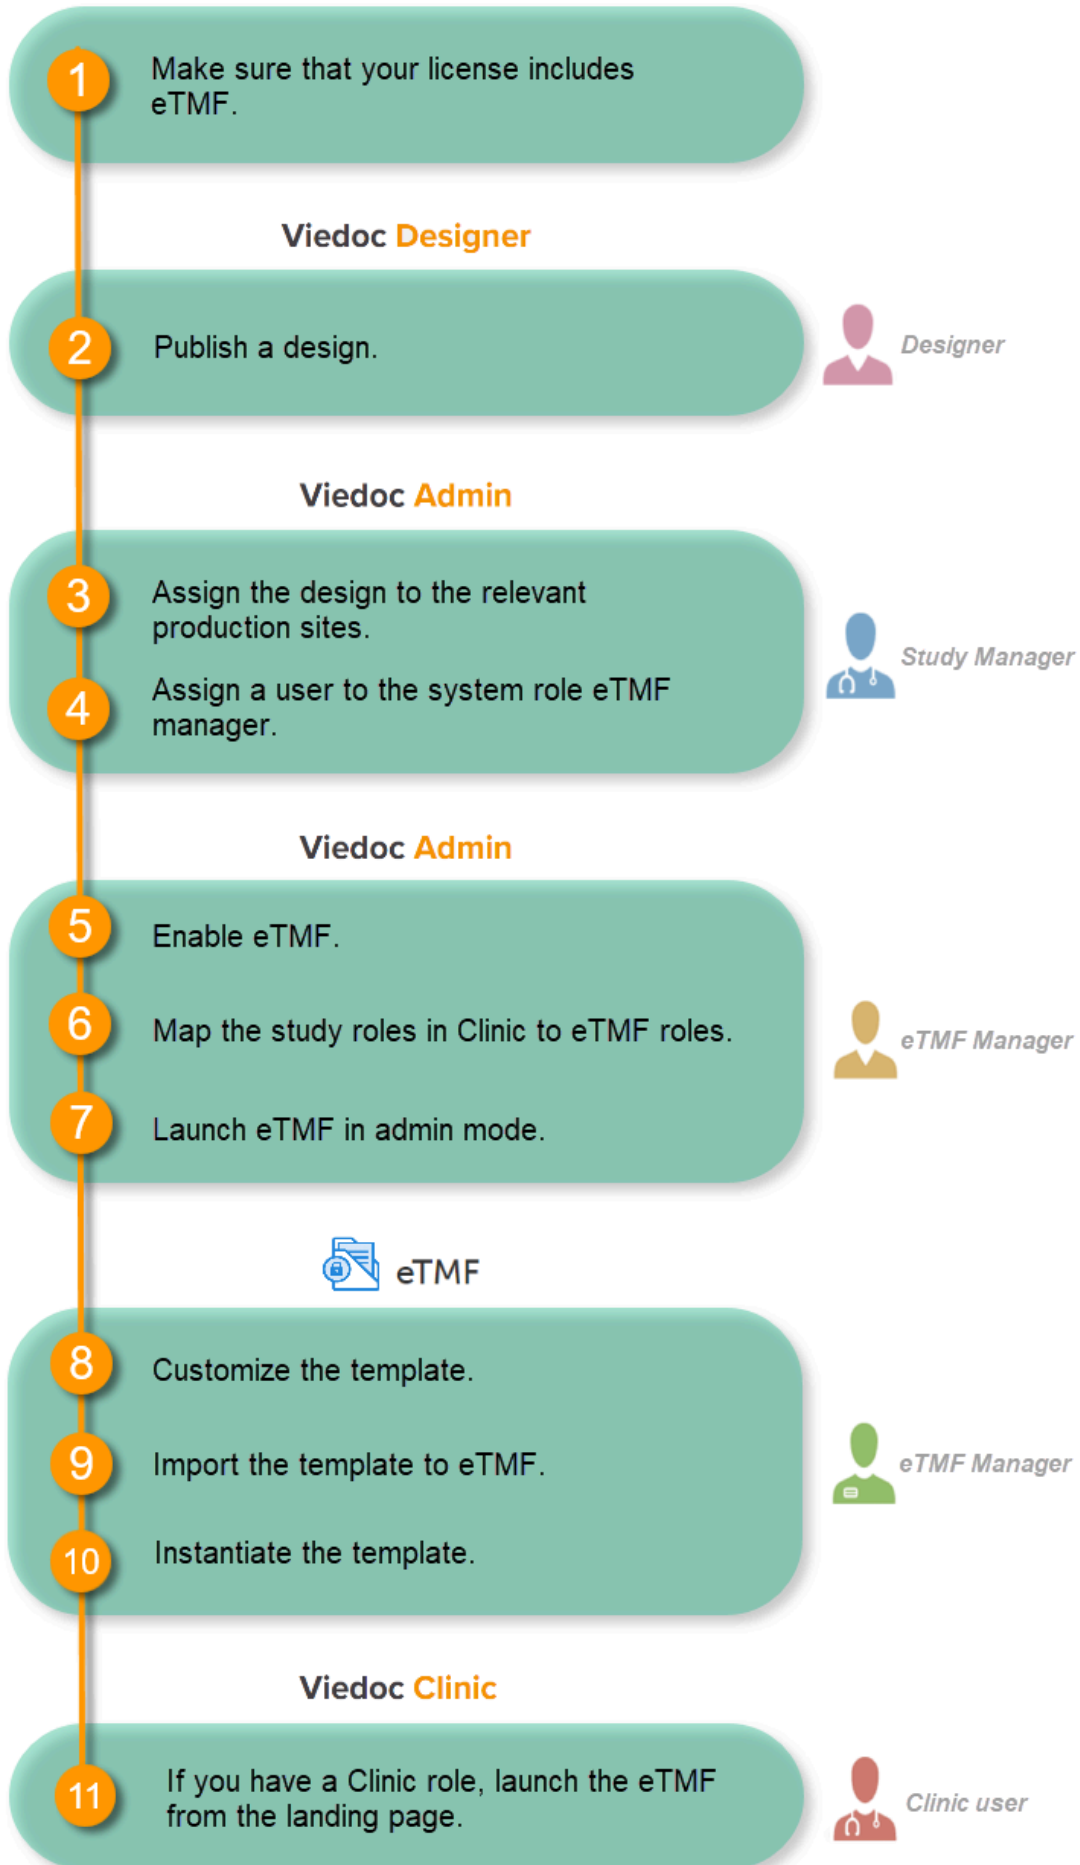 1
Make sure that your license includes
eTMF.
Viedoc Designer
2
Publish a design.
Designer
Viedoc Admin
3
Assign the design to the relevant
production sites.
4
Assign a user to the system role eTMF
manager.
Study Manager
Viedoc Admin
5
Enable eTMF.
6
Map the study roles in Clinic to eTMF roles.
7
Launch eTMF in admin mode.
eTMF Manager
eTMF
8
Customize the template.
9
Import the template to eTMF.
10
Instantiate the template.
eTMF Manager
Viedoc Clinic
11
If you have a Clinic role, launch the eTMF
from the landing page.
Clinic user